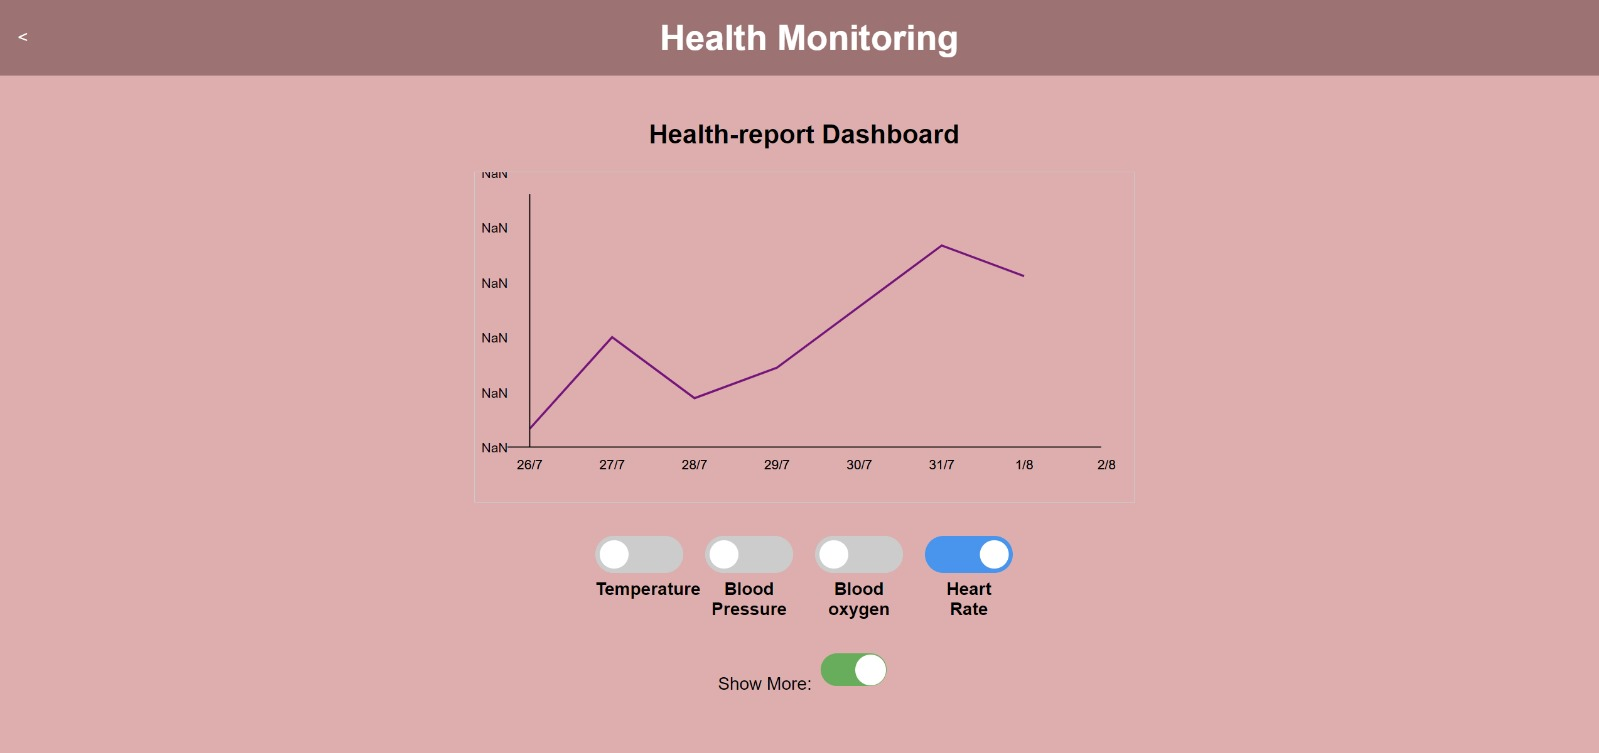 <
Health Monitoring
Health-report Dashboard
NaN
NaN
NaN
NaN
NaN
NaN
26/7 27/7 28/7 29/7 30/7 31/7 1/8 2/8
Temperature
Blood
Pressure
Blood
oxygen
Heart
Rate
Show More: